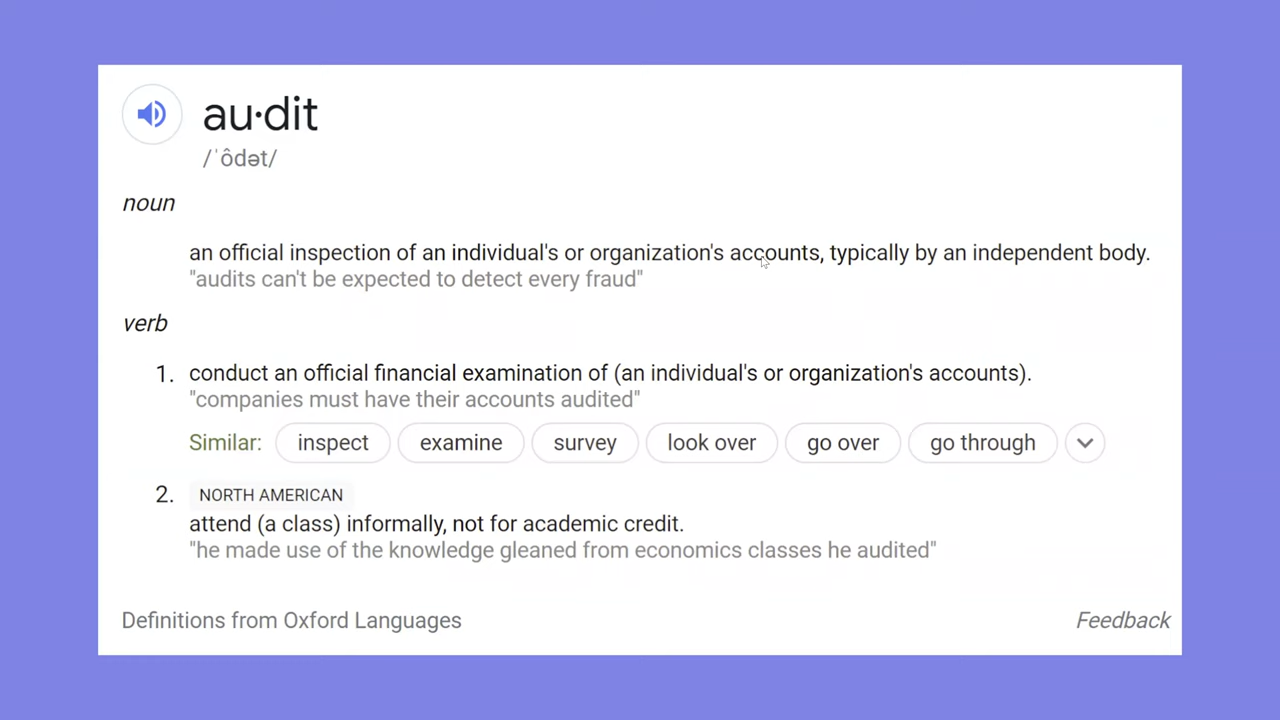 au·dit
/ˈôdət/
noun
an official inspection of an individual's or organization's accounts, typically by an independent body.
"audits can't be expected to detect every fraud"
verb
1. conduct an official financial examination of (an individual's or organization's accounts).
"companies must have their accounts audited"
Similar: inspect examine survey look over go over go through
2. NORTH AMERICAN
attend (a class) informally, not for academic credit.
"he made use of the knowledge gleaned from economics classes he audited"
Definitions from Oxford Languages Feedback